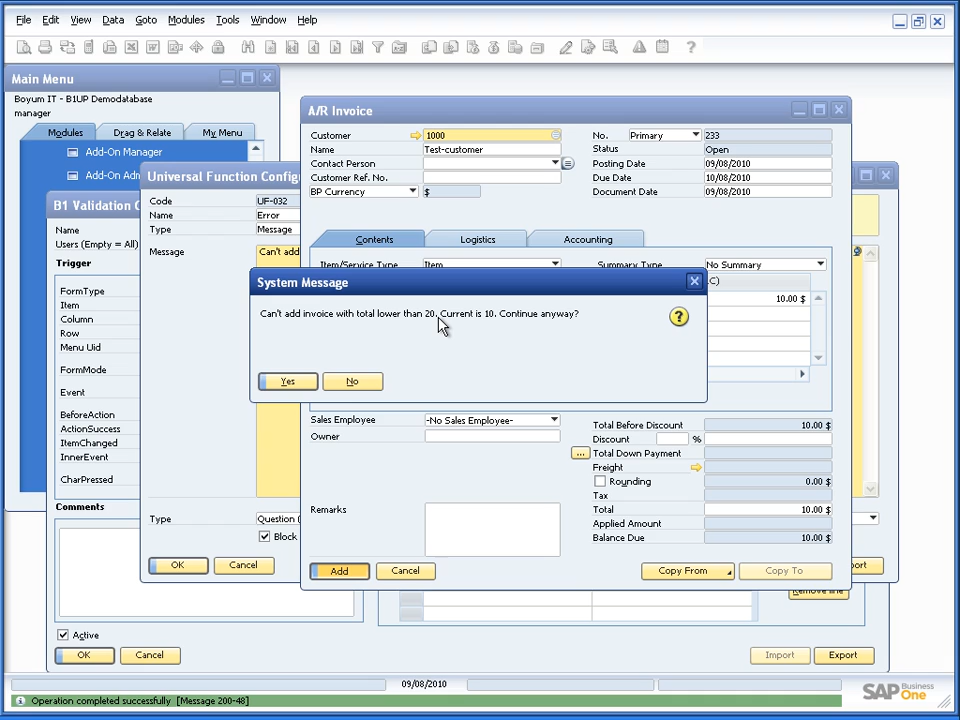 File Edit View Data Goto Modules Tools Window Help
Main Menu
Boyum IT - B1UP Demodatabase
manager
Modules Drag & Relate My Menu
Add-On Manager
Add-On Adm
Universal Function Config
Code UF-032
Name Error
Type Message
Message Can't add
Type Question (
Block
OK Cancel
B1 Validation C
Name
Users (Empty = All)
Trigger
FormType
Item
Column
Row
Menu Uid
FormMode
Event
BeforeAction
ActionSuccess
ItemChanged
InnerEvent
CharPressed
Comments
Active
OK Cancel
Import Export
A/R Invoice
Customer 1000
Name Test-customer
Contact Person
Customer Ref. No.
BP Currency $
No. Primary 233
Status Open
Posting Date 09/08/2010
Due Date 10/08/2010
Document Date 09/08/2010
Contents Logistics Accounting
Item/Service Type Item Summary Type No Summary
10.00 $
System Message
Can't add invoice with total lower than 20. Current is 10. Continue anyway?
Yes No
Sales Employee -No Sales Employee-
Owner
Remarks
Total Before Discount 10.00 $
Discount %
... Total Down Payment
Freight
Rounding 0.00 $
Tax
Total 10.00 $
Applied Amount
Balance Due 10.00 $
Add Cancel Copy From Copy To
Remove line
09/08/2010
Operation completed successfully [Message 200-48]
SAP Business One